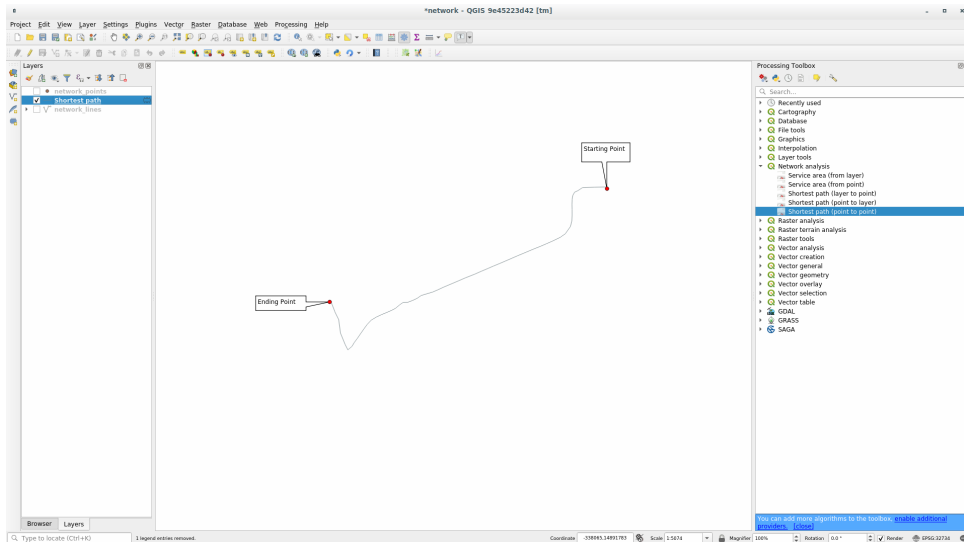 *network - QGIS 9e45223d42 [tm]
Project Edit View Layer Settings Plugins Vector Raster Database Web Processing Help
Layers
network_points
Shortest path
network_lines
Browser Layers
Starting Point
Ending Point
Processing Toolbox
Search...
Recently used
Cartography
Database
File tools
Graphics
Interpolation
Layer tools
Network analysis
Service area (from layer)
Service area (from point)
Shortest path (layer to point)
Shortest path (point to layer)
Shortest path (point to point)
Raster analysis
Raster terrain analysis
Raster tools
Vector analysis
Vector creation
Vector general
Vector geometry
Vector overlay
Vector selection
Vector table
GDAL
GRASS
SAGA
You can add more algorithms to the toolbox, enable additional
providers. [close]
Type to locate (Ctrl+K) 1 legend entries removed. Coordinate -338065,14891783 Scale 1:5074 Magnifier 100% Rotation 0,0 ° Render EPSG:32734